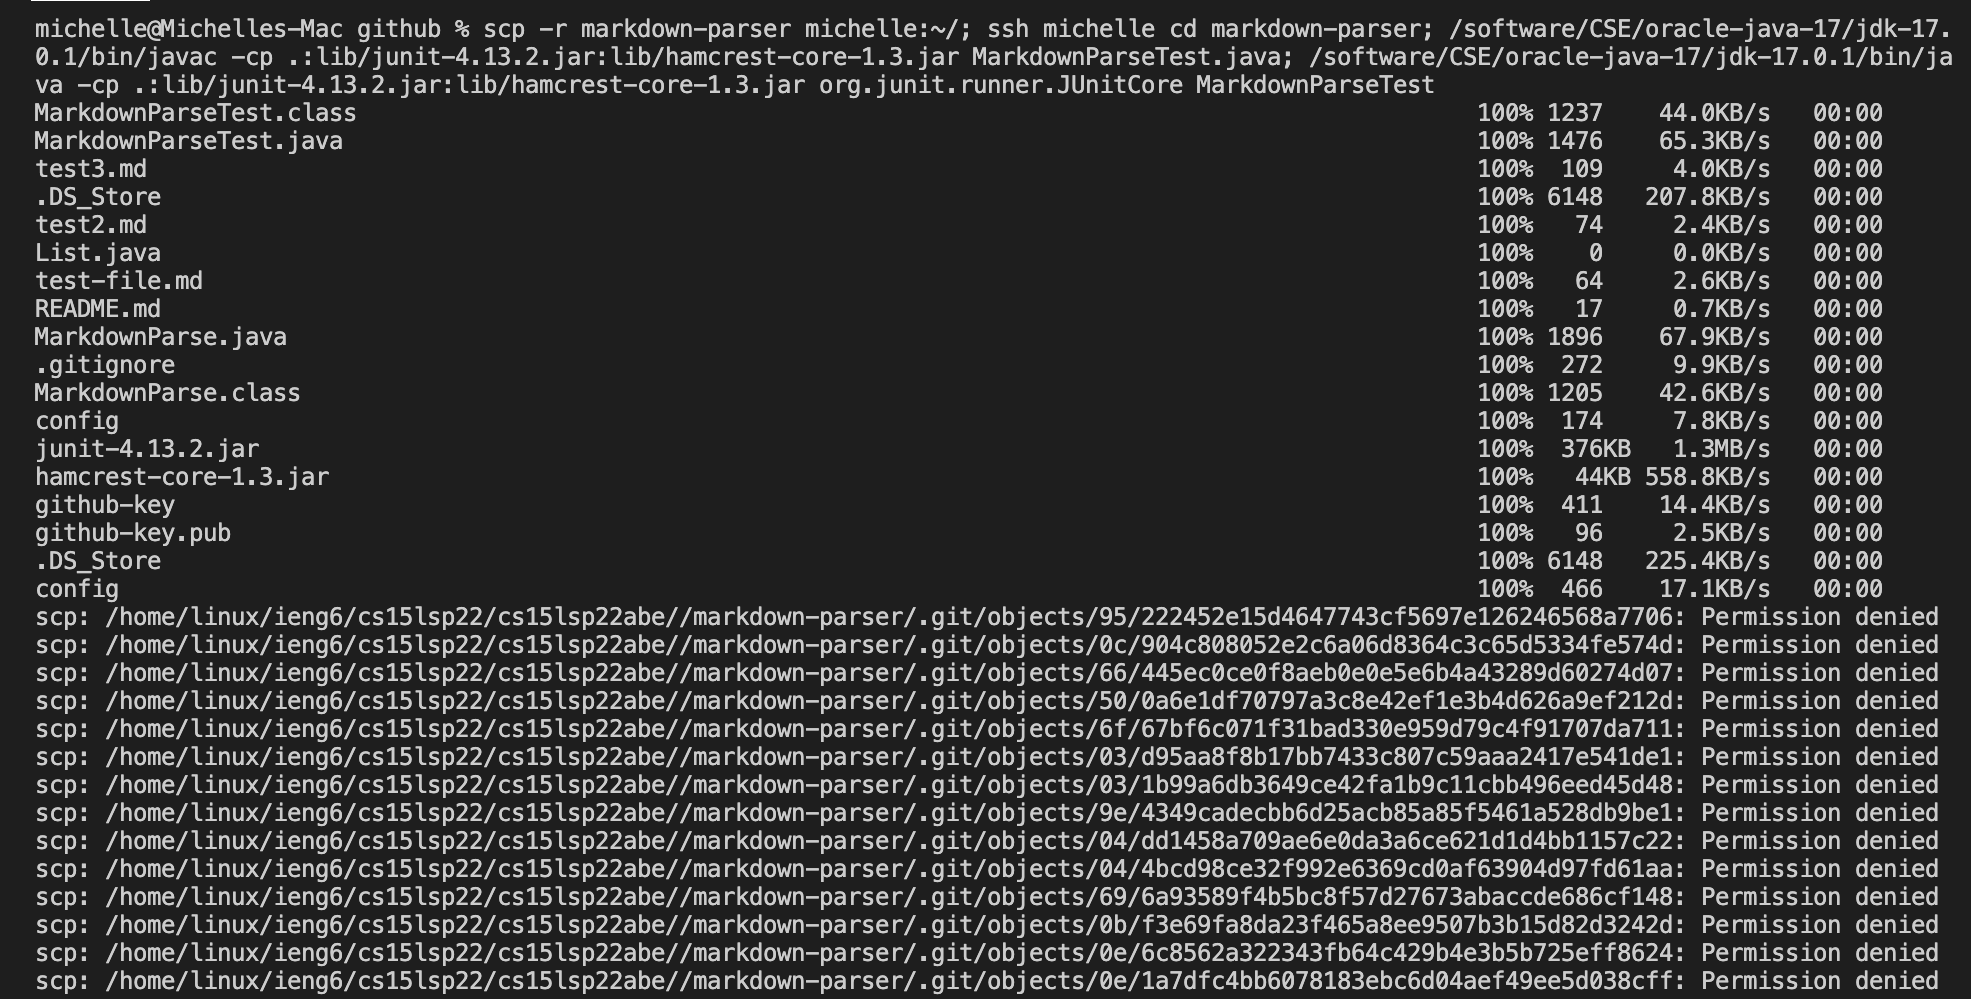 michelle@Michelles-Mac github % scp -r markdown-parser michelle:~/; ssh michelle cd markdown-parser; /software/CSE/oracle-java-17/jdk-17.
0.1/bin/javac -cp .:lib/junit-4.13.2.jar:lib/hamcrest-core-1.3.jar MarkdownParseTest.java; /software/CSE/oracle-java-17/jdk-17.0.1/bin/ja
va -cp .:lib/junit-4.13.2.jar:lib/hamcrest-core-1.3.jar org.junit.runner.JUnitCore MarkdownParseTest
MarkdownParseTest.class 100% 1237 44.0KB/s 00:00
MarkdownParseTest.java 100% 1476 65.3KB/s 00:00
test3.md 100% 109 4.0KB/s 00:00
.DS_Store 100% 6148 207.8KB/s 00:00
test2.md 100% 74 2.4KB/s 00:00
List.java 100% 0 0.0KB/s 00:00
test-file.md 100% 64 2.6KB/s 00:00
README.md 100% 17 0.7KB/s 00:00
MarkdownParse.java 100% 1896 67.9KB/s 00:00
.gitignore 100% 272 9.9KB/s 00:00
MarkdownParse.class 100% 1205 42.6KB/s 00:00
config 100% 174 7.8KB/s 00:00
junit-4.13.2.jar 100% 376KB 1.3MB/s 00:00
hamcrest-core-1.3.jar 100% 44KB 558.8KB/s 00:00
github-key 100% 411 14.4KB/s 00:00
github-key.pub 100% 96 2.5KB/s 00:00
.DS_Store 100% 6148 225.4KB/s 00:00
config 100% 466 17.1KB/s 00:00
scp: /home/linux/ieng6/cs15lsp22/cs15lsp22abe//markdown-parser/.git/objects/95/222452e15d4647743cf5697e126246568a7706: Permission denied
scp: /home/linux/ieng6/cs15lsp22/cs15lsp22abe//markdown-parser/.git/objects/0c/904c808052e2c6a06d8364c3c65d5334fe574d: Permission denied
scp: /home/linux/ieng6/cs15lsp22/cs15lsp22abe//markdown-parser/.git/objects/66/445ec0ce0f8aeb0e0e5e6b4a43289d60274d07: Permission denied
scp: /home/linux/ieng6/cs15lsp22/cs15lsp22abe//markdown-parser/.git/objects/50/0a6e1df70797a3c8e42ef1e3b4d626a9ef212d: Permission denied
scp: /home/linux/ieng6/cs15lsp22/cs15lsp22abe//markdown-parser/.git/objects/6f/67bf6c071f31bad330e959d79c4f91707da711: Permission denied
scp: /home/linux/ieng6/cs15lsp22/cs15lsp22abe//markdown-parser/.git/objects/03/d95aa8f8b17bb7433c807c59aaa2417e541de1: Permission denied
scp: /home/linux/ieng6/cs15lsp22/cs15lsp22abe//markdown-parser/.git/objects/03/1b99a6db3649ce42fa1b9c11cbb496eed45d48: Permission denied
scp: /home/linux/ieng6/cs15lsp22/cs15lsp22abe//markdown-parser/.git/objects/9e/4349cadecbb6d25acb85a85f5461a528db9be1: Permission denied
scp: /home/linux/ieng6/cs15lsp22/cs15lsp22abe//markdown-parser/.git/objects/04/dd1458a709ae6e0da3a6ce621d1d4bb1157c22: Permission denied
scp: /home/linux/ieng6/cs15lsp22/cs15lsp22abe//markdown-parser/.git/objects/04/4bcd98ce32f992e6369cd0af63904d97fd61aa: Permission denied
scp: /home/linux/ieng6/cs15lsp22/cs15lsp22abe//markdown-parser/.git/objects/69/6a93589f4b5bc8f57d27673abaccde686cf148: Permission denied
scp: /home/linux/ieng6/cs15lsp22/cs15lsp22abe//markdown-parser/.git/objects/0b/f3e69fa8da23f465a8ee9507b3b15d82d3242d: Permission denied
scp: /home/linux/ieng6/cs15lsp22/cs15lsp22abe//markdown-parser/.git/objects/0e/6c8562a322343fb64c429b4e3b5b725eff8624: Permission denied
scp: /home/linux/ieng6/cs15lsp22/cs15lsp22abe//markdown-parser/.git/objects/0e/1a7dfc4bb6078183ebc6d04aef49ee5d038cff: Permission denied